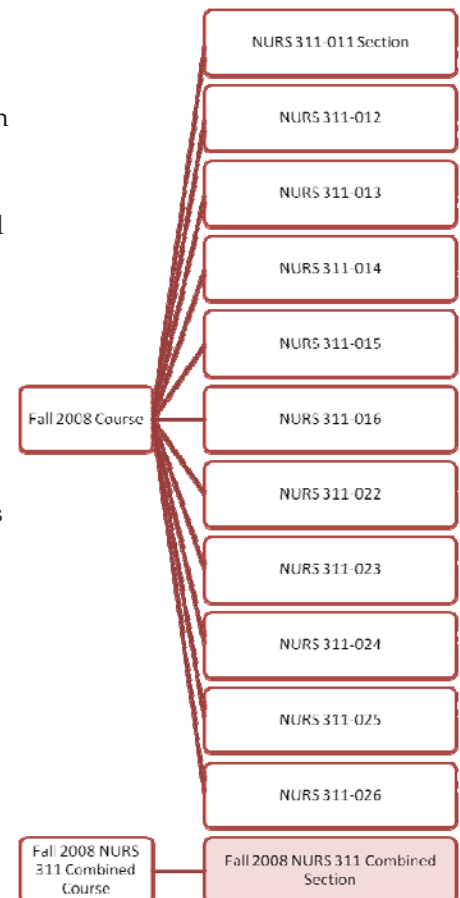 NURS 311-011 Section
NURS 311-012
NURS 311-013
NURS 311-014
NURS 311-015
Fall 2008 Course
NURS 311-016
NURS 311-022
NURS 311-023
NURS 311-024
NURS 311-025
NURS 311-026
Fall 2008 NURS
311 Combined
Course
Fall 2008 NURS 311 Combined
Section